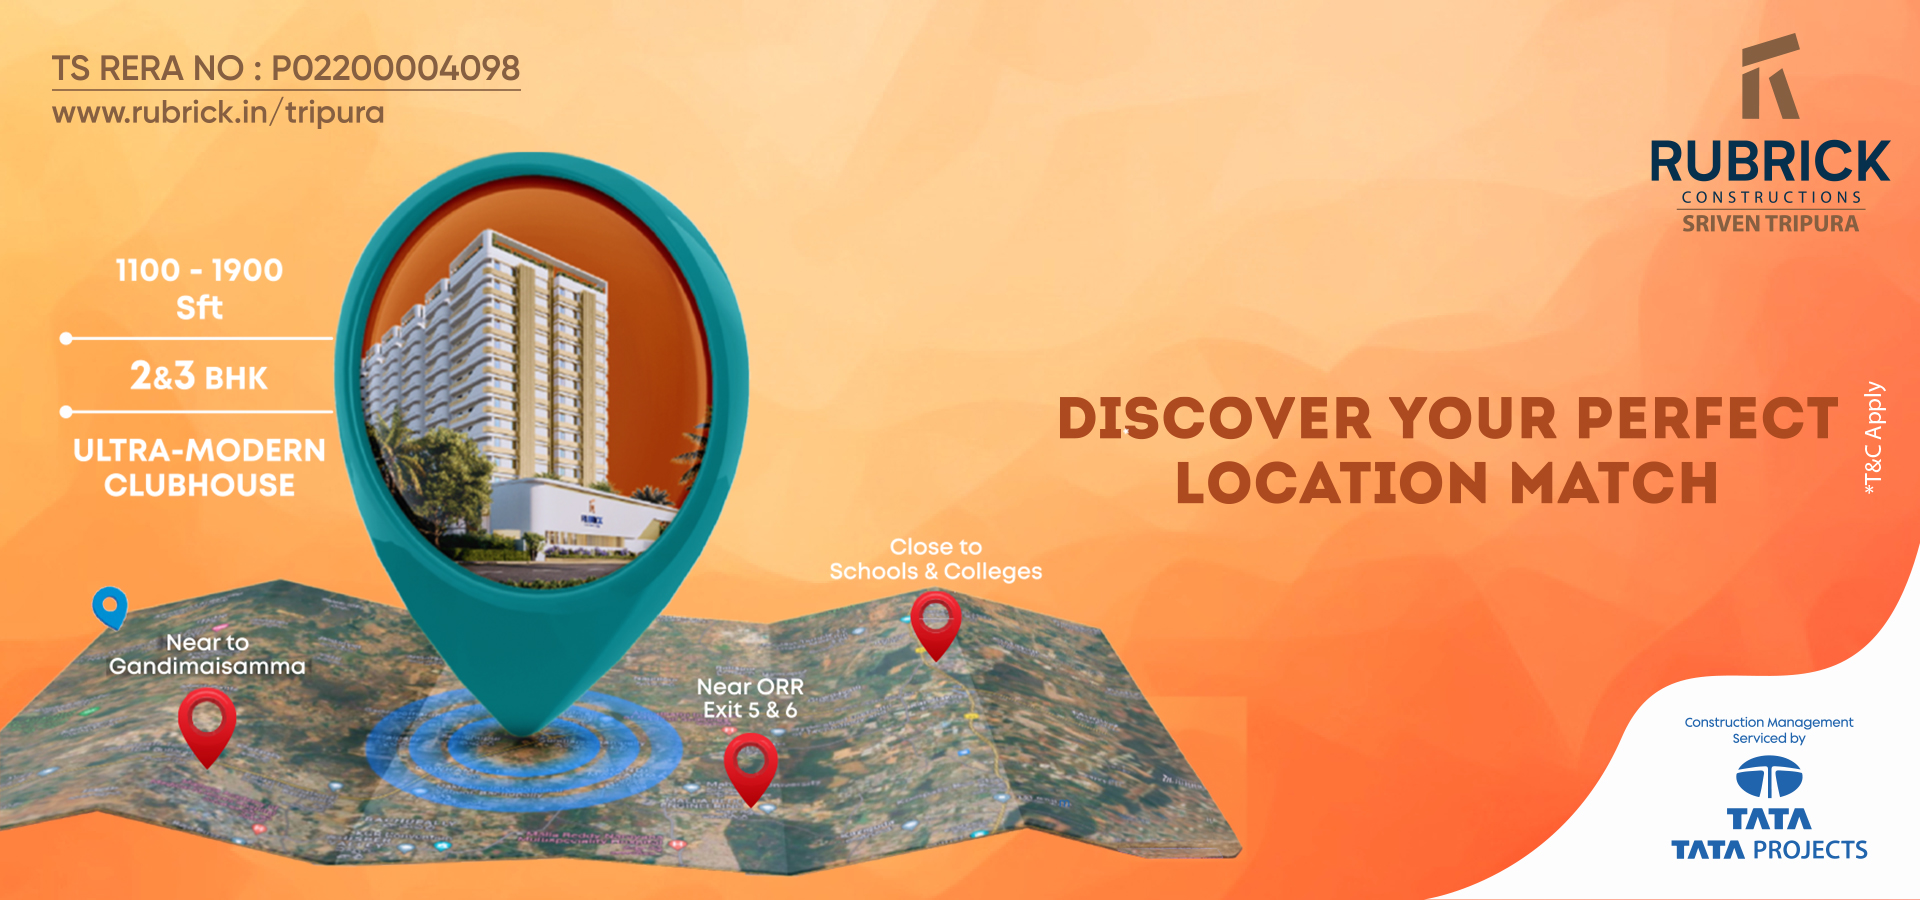 TS RERA NO : P02200004098
www.rubrick.in/tripura
RUBRICK
CONSTRUCTIONS
SRIVEN TRIPURA
1100 - 1900
Sft
2&3 BHK
ULTRA-MODERN
CLUBHOUSE
RUBRICK
DISCOVER YOUR PERFECT
LOCATION MATCH
*T&C Apply
Close to
Schools & Colleges
Near to
Gandimaisamma
Near ORR
Exit 5 & 6
Construction Management
Serviced by
TATA
TATA PROJECTS